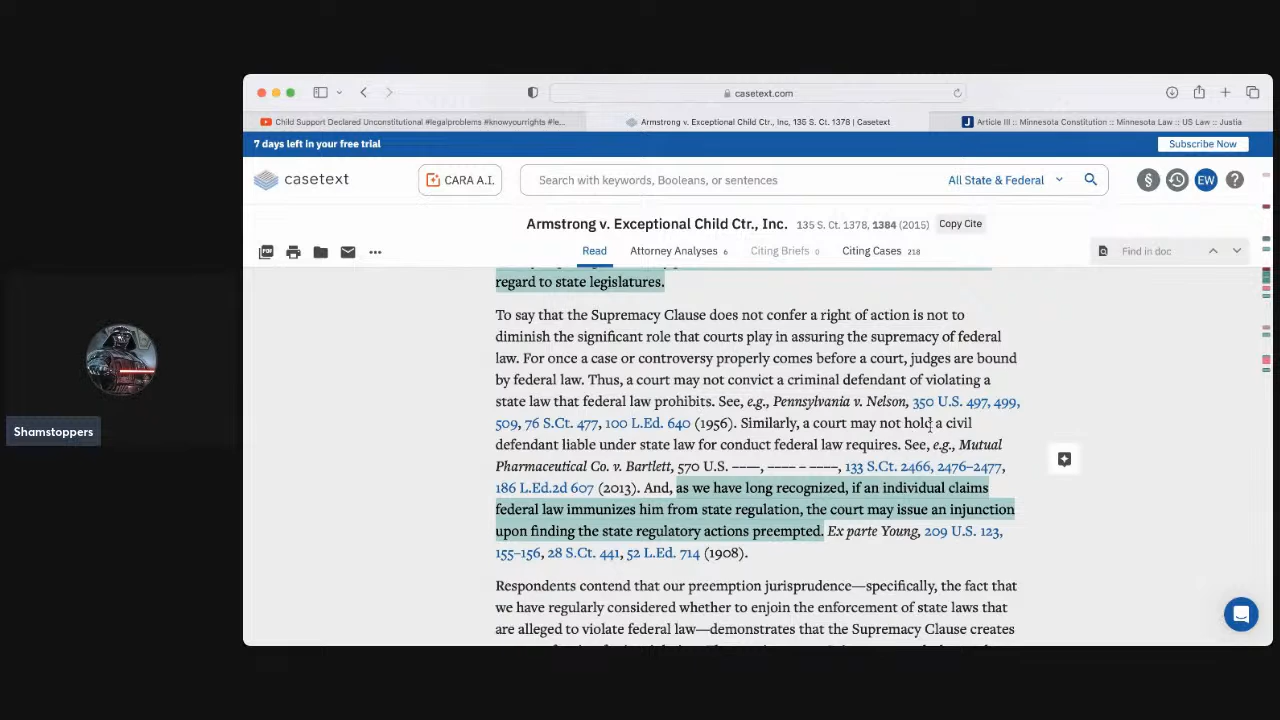 casetext.com
Child Support Declared Unconstitutional #legalproblems #knowyourrights #le...
Armstrong v. Exceptional Child Ctr., Inc, 135 S. Ct. 1378 | Casetext
Article III :: Minnesota Constitution :: Minnesota Law :: US Law :: Justia
7 days left in your free trial
Subscribe Now
casetext
CARA A.I.
Search with keywords, Booleans, or sentences
All State & Federal
§
EW
?
Armstrong v. Exceptional Child Ctr., Inc. 135 S. Ct. 1378, 1384 (2015) Copy Cite
PDF
Read
Attorney Analyses 6
Citing Briefs 0
Citing Cases 218
Find in doc
regard to state legislatures.
To say that the Supremacy Clause does not confer a right of action is not to
diminish the significant role that courts play in assuring the supremacy of federal
law. For once a case or controversy properly comes before a court, judges are bound
by federal law. Thus, a court may not convict a criminal defendant of violating a
state law that federal law prohibits. See, e.g., Pennsylvania v. Nelson, 350 U.S. 497, 499,
509, 76 S.Ct. 477, 100 L.Ed. 640 (1956). Similarly, a court may not hold a civil
defendant liable under state law for conduct federal law requires. See, e.g., Mutual
Pharmaceutical Co. v. Bartlett, 570 U.S. ––––, –––– – ––––, 133 S.Ct. 2466, 2476–2477,
186 L.Ed.2d 607 (2013). And, as we have long recognized, if an individual claims
federal law immunizes him from state regulation, the court may issue an injunction
upon finding the state regulatory actions preempted. Ex parte Young, 209 U.S. 123,
155–156, 28 S.Ct. 441, 52 L.Ed. 714 (1908).
Respondents contend that our preemption jurisprudence—specifically, the fact that
we have regularly considered whether to enjoin the enforcement of state laws that
are alleged to violate federal law—demonstrates that the Supremacy Clause creates
Shamstoppers